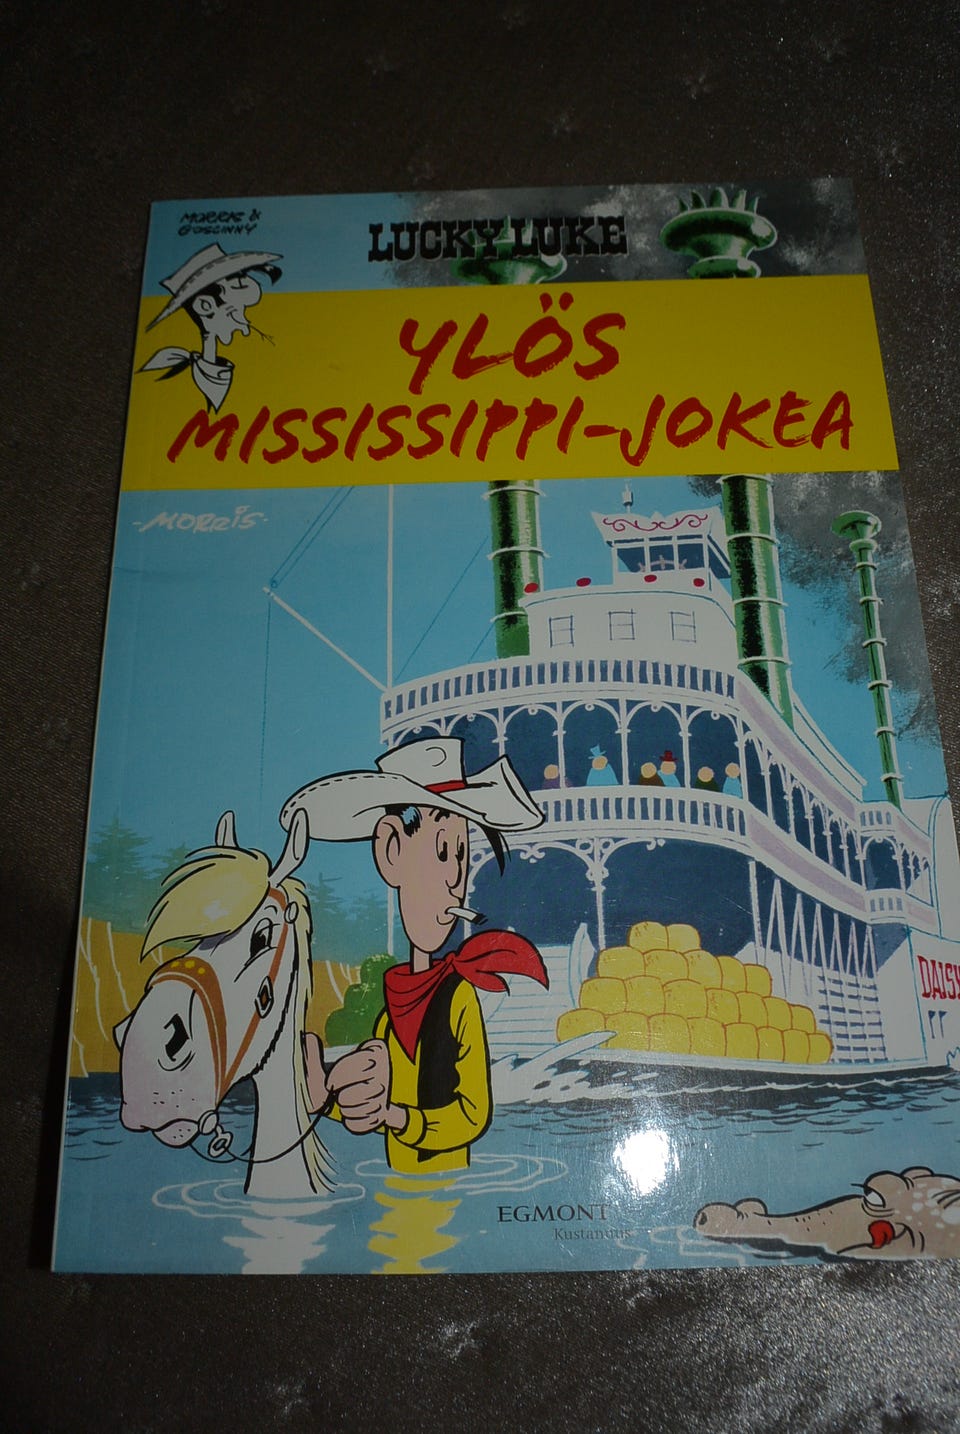 MORRIS &
GOSCINNY
LUCKY LUKE
YLÖS
MISSISSIPPI-JOKEA
-MORRIS-
DAISY
EGMONT
Kustannus